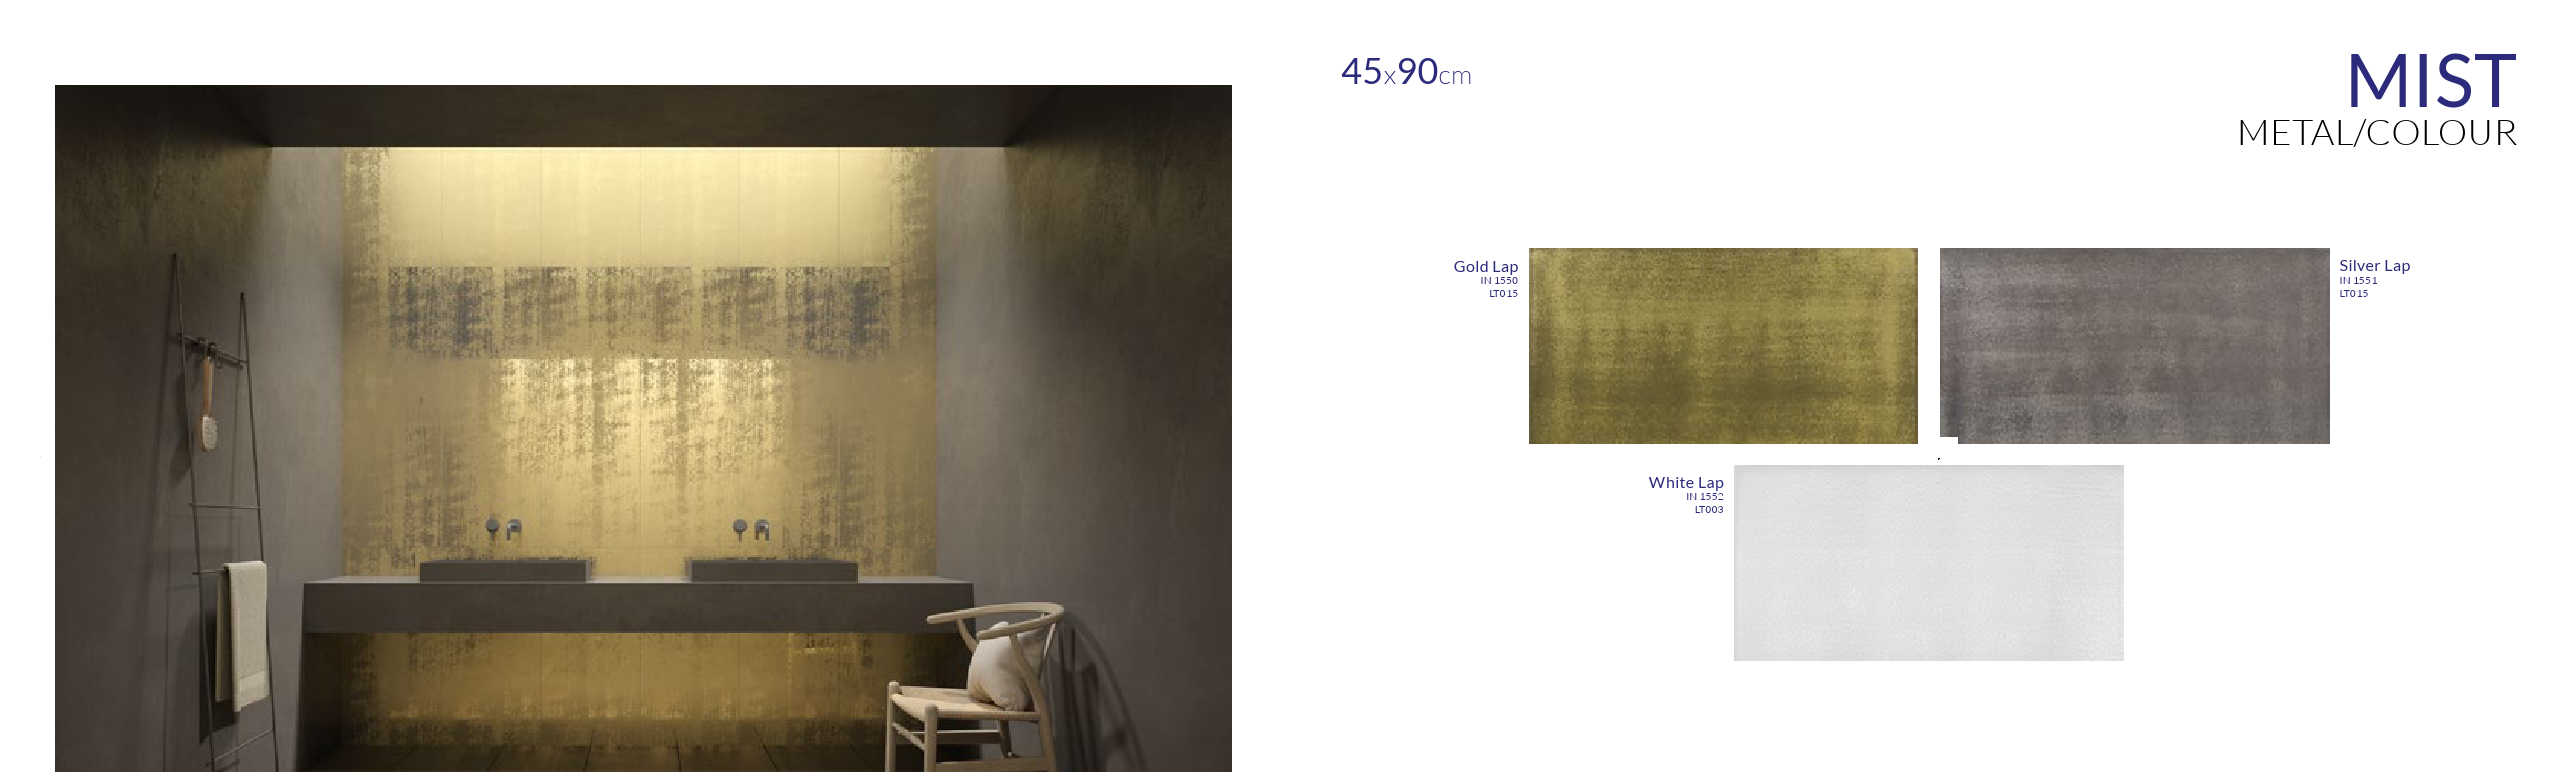 45x90cm
MIST
METAL/COLOUR
Gold Lap
IN 1550
LT015
Silver Lap
IN 1551
LT015
White Lap
IN 1552
LT003